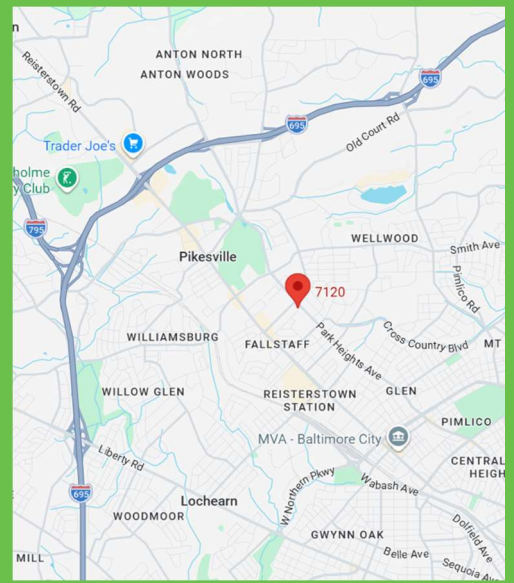 n
ANTON NORTH
ANTON WOODS
Reisterstown Rd
695
695
Old Court Rd
Trader Joe's
holme
y Club
795
WELLWOOD
Smith Ave
Pikesville
Pimlico Rd
7120
WILLIAMSBURG
FALLSTAFF
Park Heights Ave
Cross Country Blvd
MT
WILLOW GLEN
REISTERSTOWN
STATION
GLEN
PIMLICO
MVA - Baltimore City
Liberty Rd
CENTRAL
HEIGH
695
W Northern Pkwy
Wabash Ave
Lochearn
WOODMOOR
Dolfield Ave
GWYNN OAK
Belle Ave
MILL
Sequoia Av